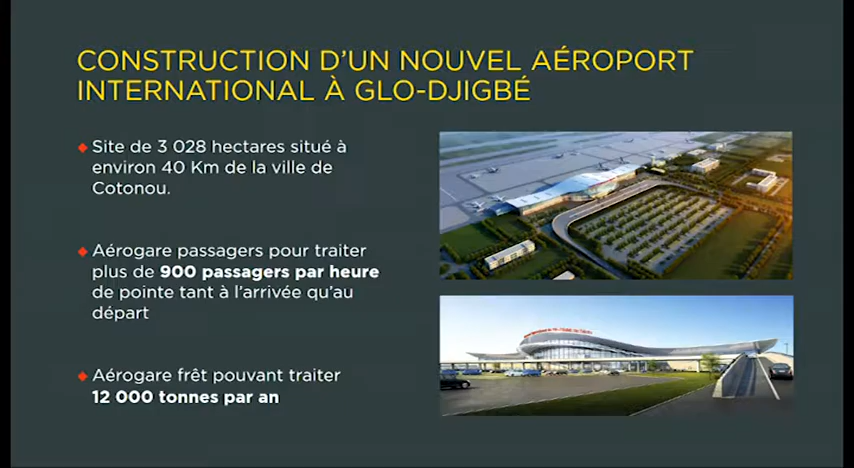 CONSTRUCTION D’UN NOUVEL AÉROPORT
INTERNATIONAL À GLO-DJIGBÉ
Site de 3 028 hectares situé à
environ 40 Km de la ville de
Cotonou.
Aérogare passagers pour traiter
plus de 900 passagers par heure
de pointe tant à l’arrivée qu’au
départ
Aérogare frêt pouvant traiter
12 000 tonnes par an